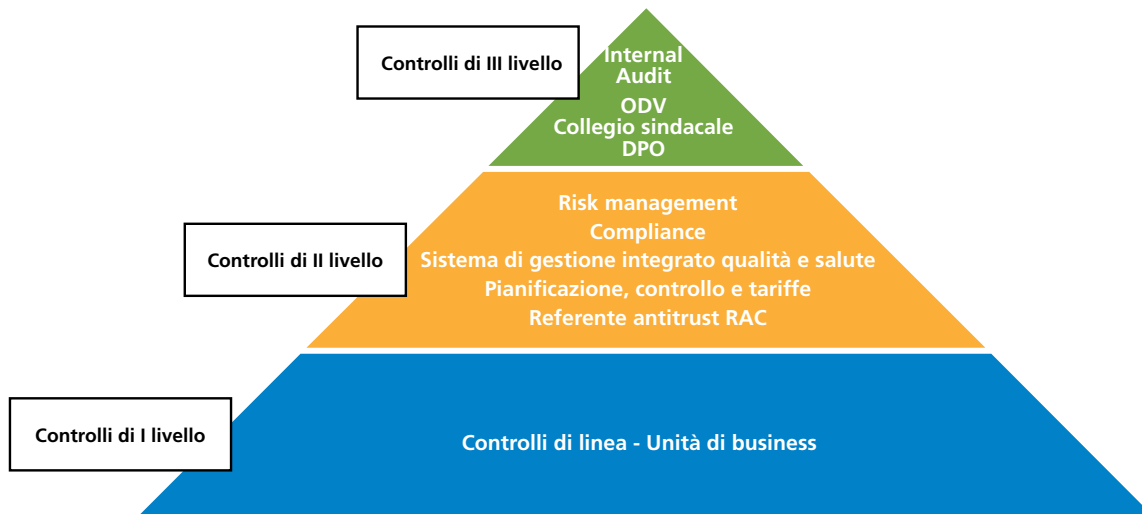 Controlli di III livello
Internal
Audit
ODV
Collegio sindacale
DPO
Controlli di II livello
Risk management
Compliance
Sistema di gestione integrato qualità e salute
Pianificazione, controllo e tariffe
Referente antitrust RAC
Controlli di I livello
Controlli di linea - Unità di business